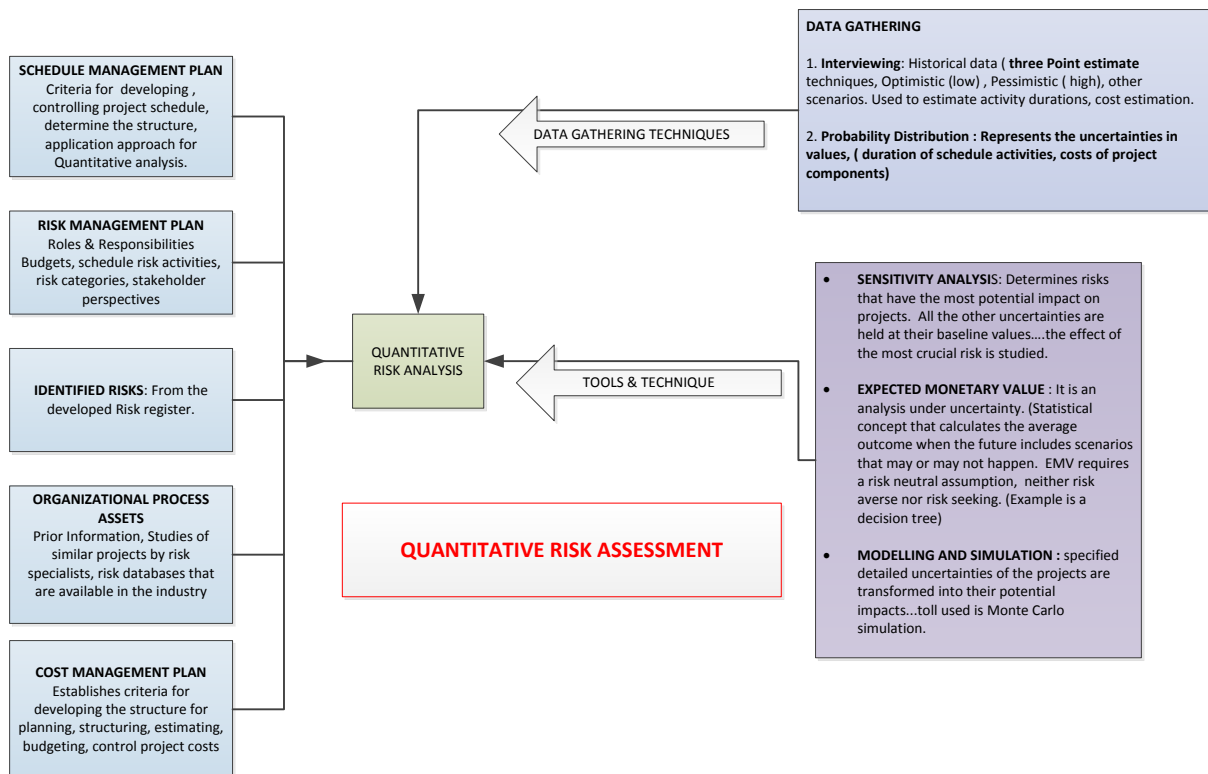 SCHEDULE MANAGEMENT PLAN
Criteria for developing ,
controlling project schedule,
determine the structure,
application approach for
Quantitative analysis.
RISK MANAGEMENT PLAN
Roles & Responsibilities
Budgets, schedule risk activities,
risk categories, stakeholder
perspectives
IDENTIFIED RISKS: From the
developed Risk register.
ORGANIZATIONAL PROCESS
ASSETS
Prior Information, Studies of
similar projects by risk
specialists, risk databases that
are available in the industry
COST MANAGEMENT PLAN
Establishes criteria for
developing the structure for
planning, structuring, estimating,
budgeting, control project costs
QUANTITATIVE
RISK ANALYSIS
QUANTITATIVE RISK ASSESSMENT
DATA GATHERING TECHNIQUES
TOOLS & TECHNIQUE
DATA GATHERING
1. Interviewing: Historical data ( three Point estimate
techniques, Optimistic (low) , Pessimistic ( high), other
scenarios. Used to estimate activity durations, cost estimation.
2. Probability Distribution : Represents the uncertainties in
values, ( duration of schedule activities, costs of project
components)
• SENSITIVITY ANALYSIS: Determines risks
that have the most potential impact on
projects. All the other uncertainties are
held at their baseline values....the effect of
the most crucial risk is studied.
• EXPECTED MONETARY VALUE : It is an
analysis under uncertainty. (Statistical
concept that calculates the average
outcome when the future includes scenarios
that may or may not happen. EMV requires
a risk neutral assumption, neither risk
averse nor risk seeking. (Example is a
decision tree)
• MODELLING AND SIMULATION : specified
detailed uncertainties of the projects are
transformed into their potential
impacts...toll used is Monte Carlo
simulation.